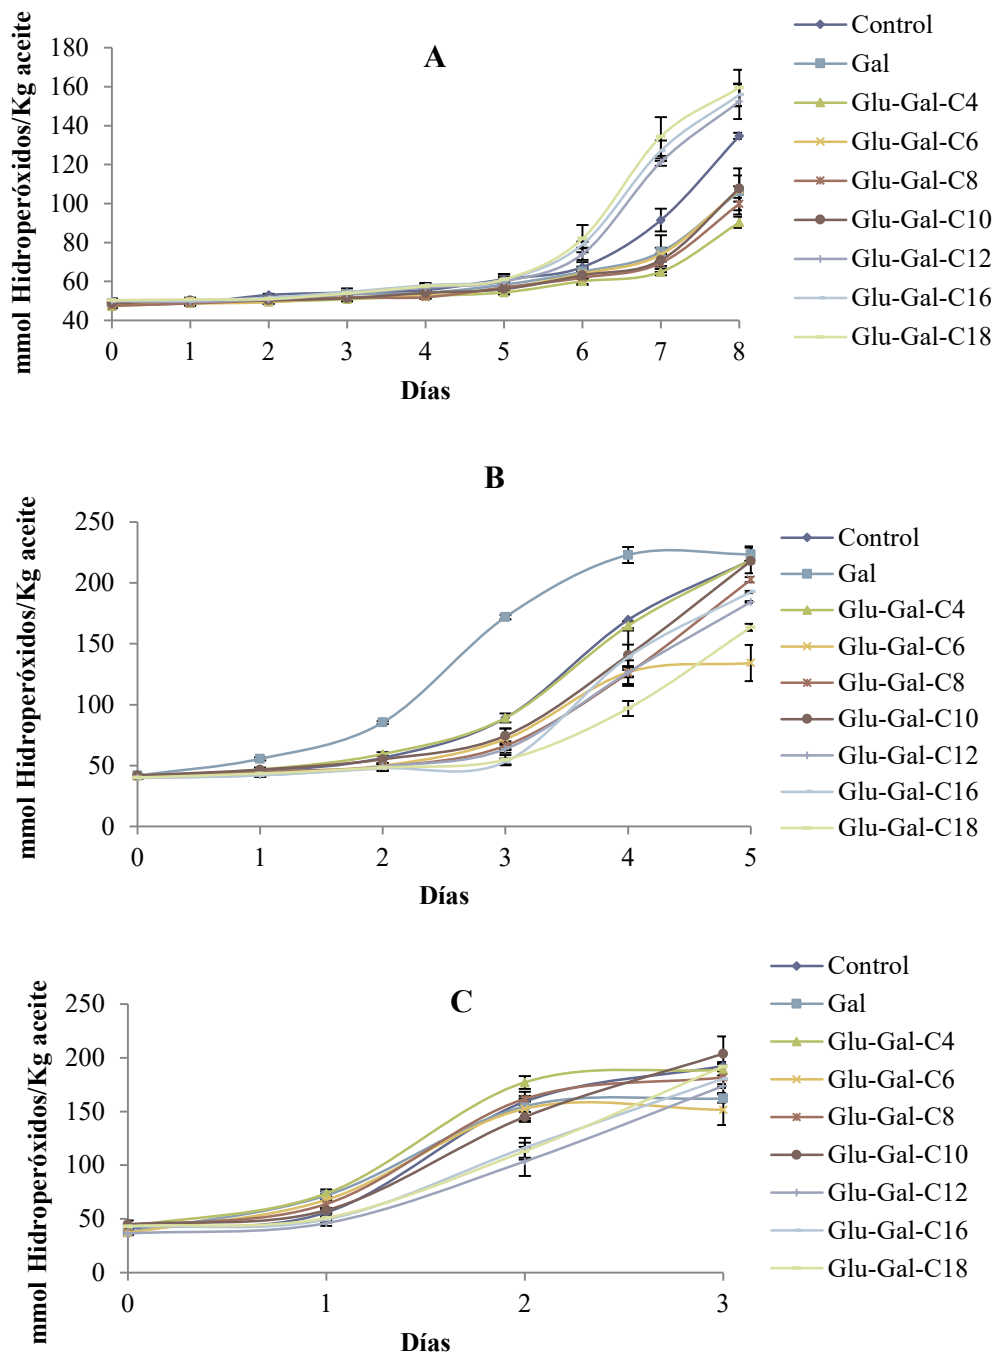 A
mmol Hidroperóxidos/Kg aceite
180
160
140
120
100
80
60
40
0 1 2 3 4 5 6 7 8
Días
Control
Gal
Glu-Gal-C4
Glu-Gal-C6
Glu-Gal-C8
Glu-Gal-C10
Glu-Gal-C12
Glu-Gal-C16
Glu-Gal-C18
B
mmol Hidroperóxidos/Kg aceite
250
200
150
100
50
0
0 1 2 3 4 5
Días
Control
Gal
Glu-Gal-C4
Glu-Gal-C6
Glu-Gal-C8
Glu-Gal-C10
Glu-Gal-C12
Glu-Gal-C16
Glu-Gal-C18
C
mmol Hidroperóxidos/Kg aceite
250
200
150
100
50
0
0 1 2 3
Días
Control
Gal
Glu-Gal-C4
Glu-Gal-C6
Glu-Gal-C8
Glu-Gal-C10
Glu-Gal-C12
Glu-Gal-C16
Glu-Gal-C18